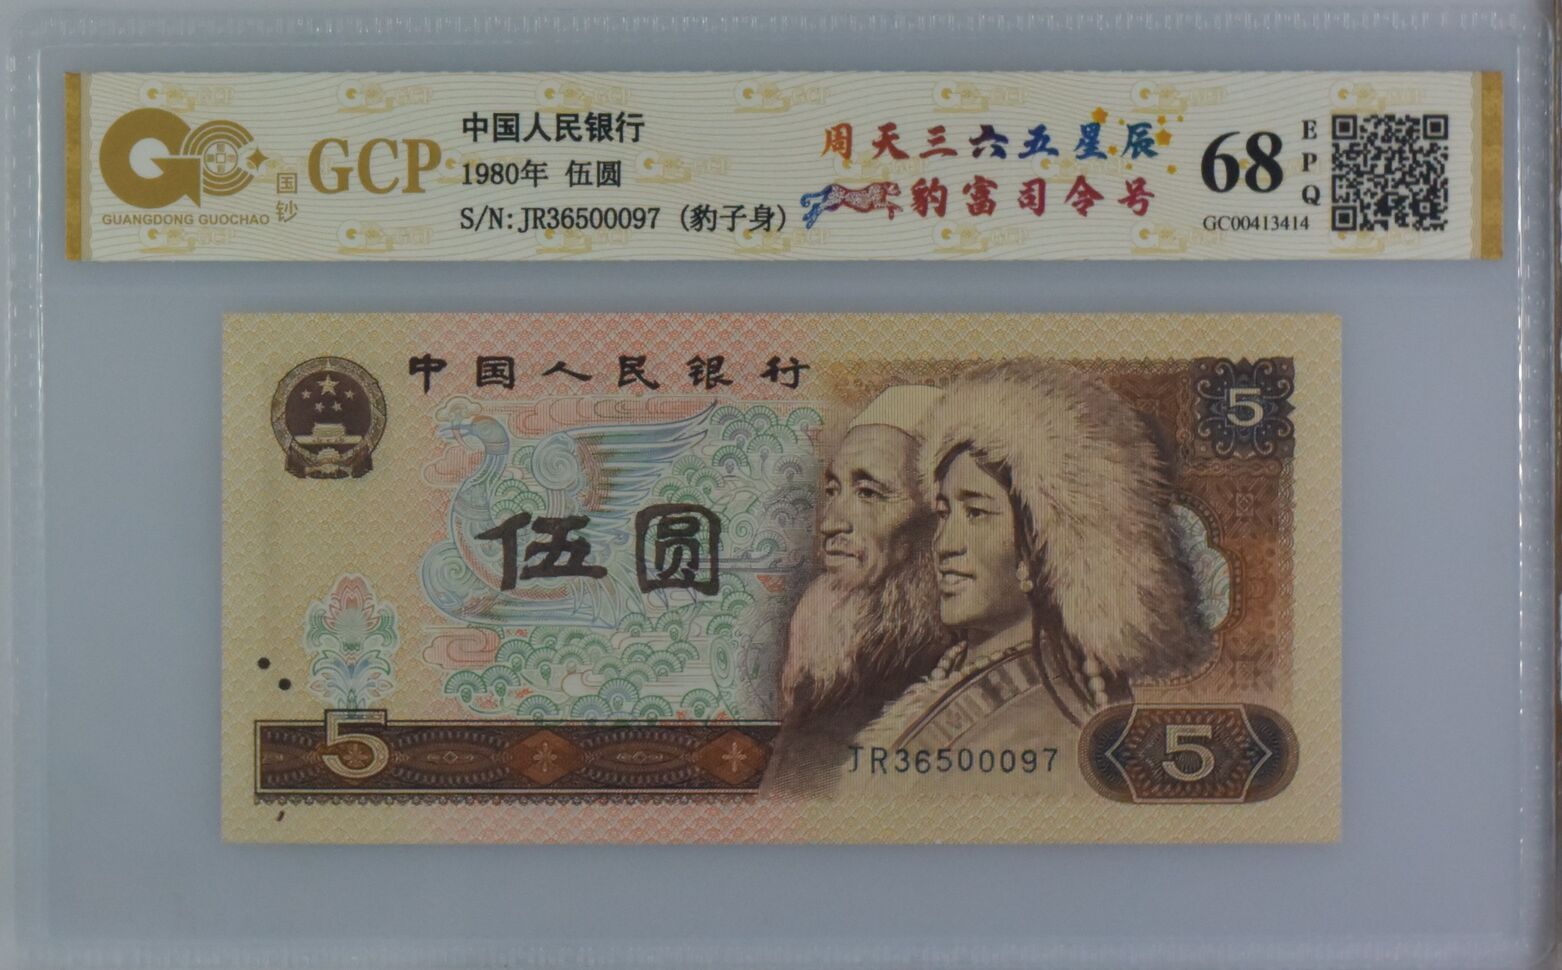 GCP
国钞
GUANGDONG GUOCHAO
中国人民银行
1980年 伍圆
S/N:JR36500097 (豹子身)
周天三六五星辰
豹富司令号
68
EPQ
GC00413414
中国人民银行
5
伍圆
5
JR36500097
5